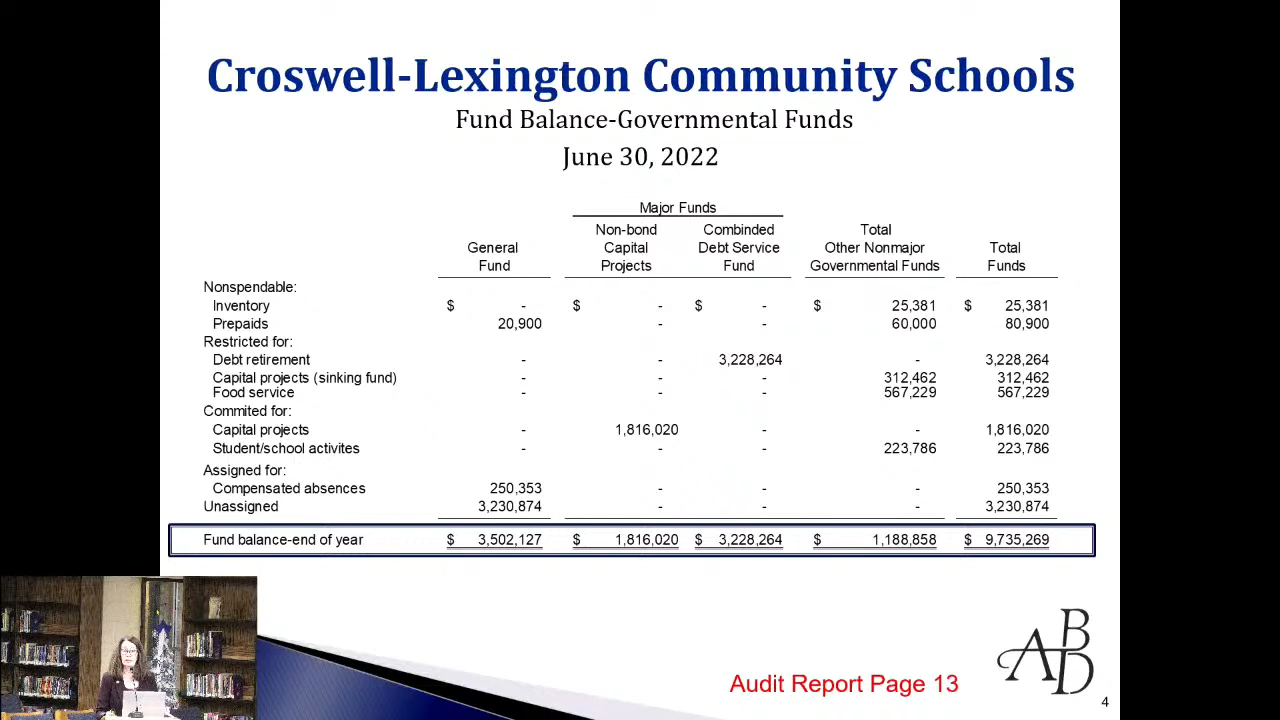 Croswell-Lexington Community Schools
Fund Balance-Governmental Funds
June 30, 2022
Major Funds
Non-bond Combinded Total
General Capital Debt Service Other Nonmajor Total
Fund Projects Fund Governmental Funds Funds
Nonspendable:
Inventory $ - $ - $ - $ 25,381 $ 25,381
Prepaids 20,900 - - 60,000 80,900
Restricted for:
Debt retirement - - 3,228,264 - 3,228,264
Capital projects (sinking fund) - - - 312,462 312,462
Food service - - - 567,229 567,229
Commited for:
Capital projects - 1,816,020 - - 1,816,020
Student/school activites - - - 223,786 223,786
Assigned for:
Compensated absences 250,353 - - - 250,353
Unassigned 3,230,874 - - - 3,230,874
Fund balance-end of year $ 3,502,127 $ 1,816,020 $ 3,228,264 $ 1,188,858 $ 9,735,269
ABD
Audit Report Page 13
4